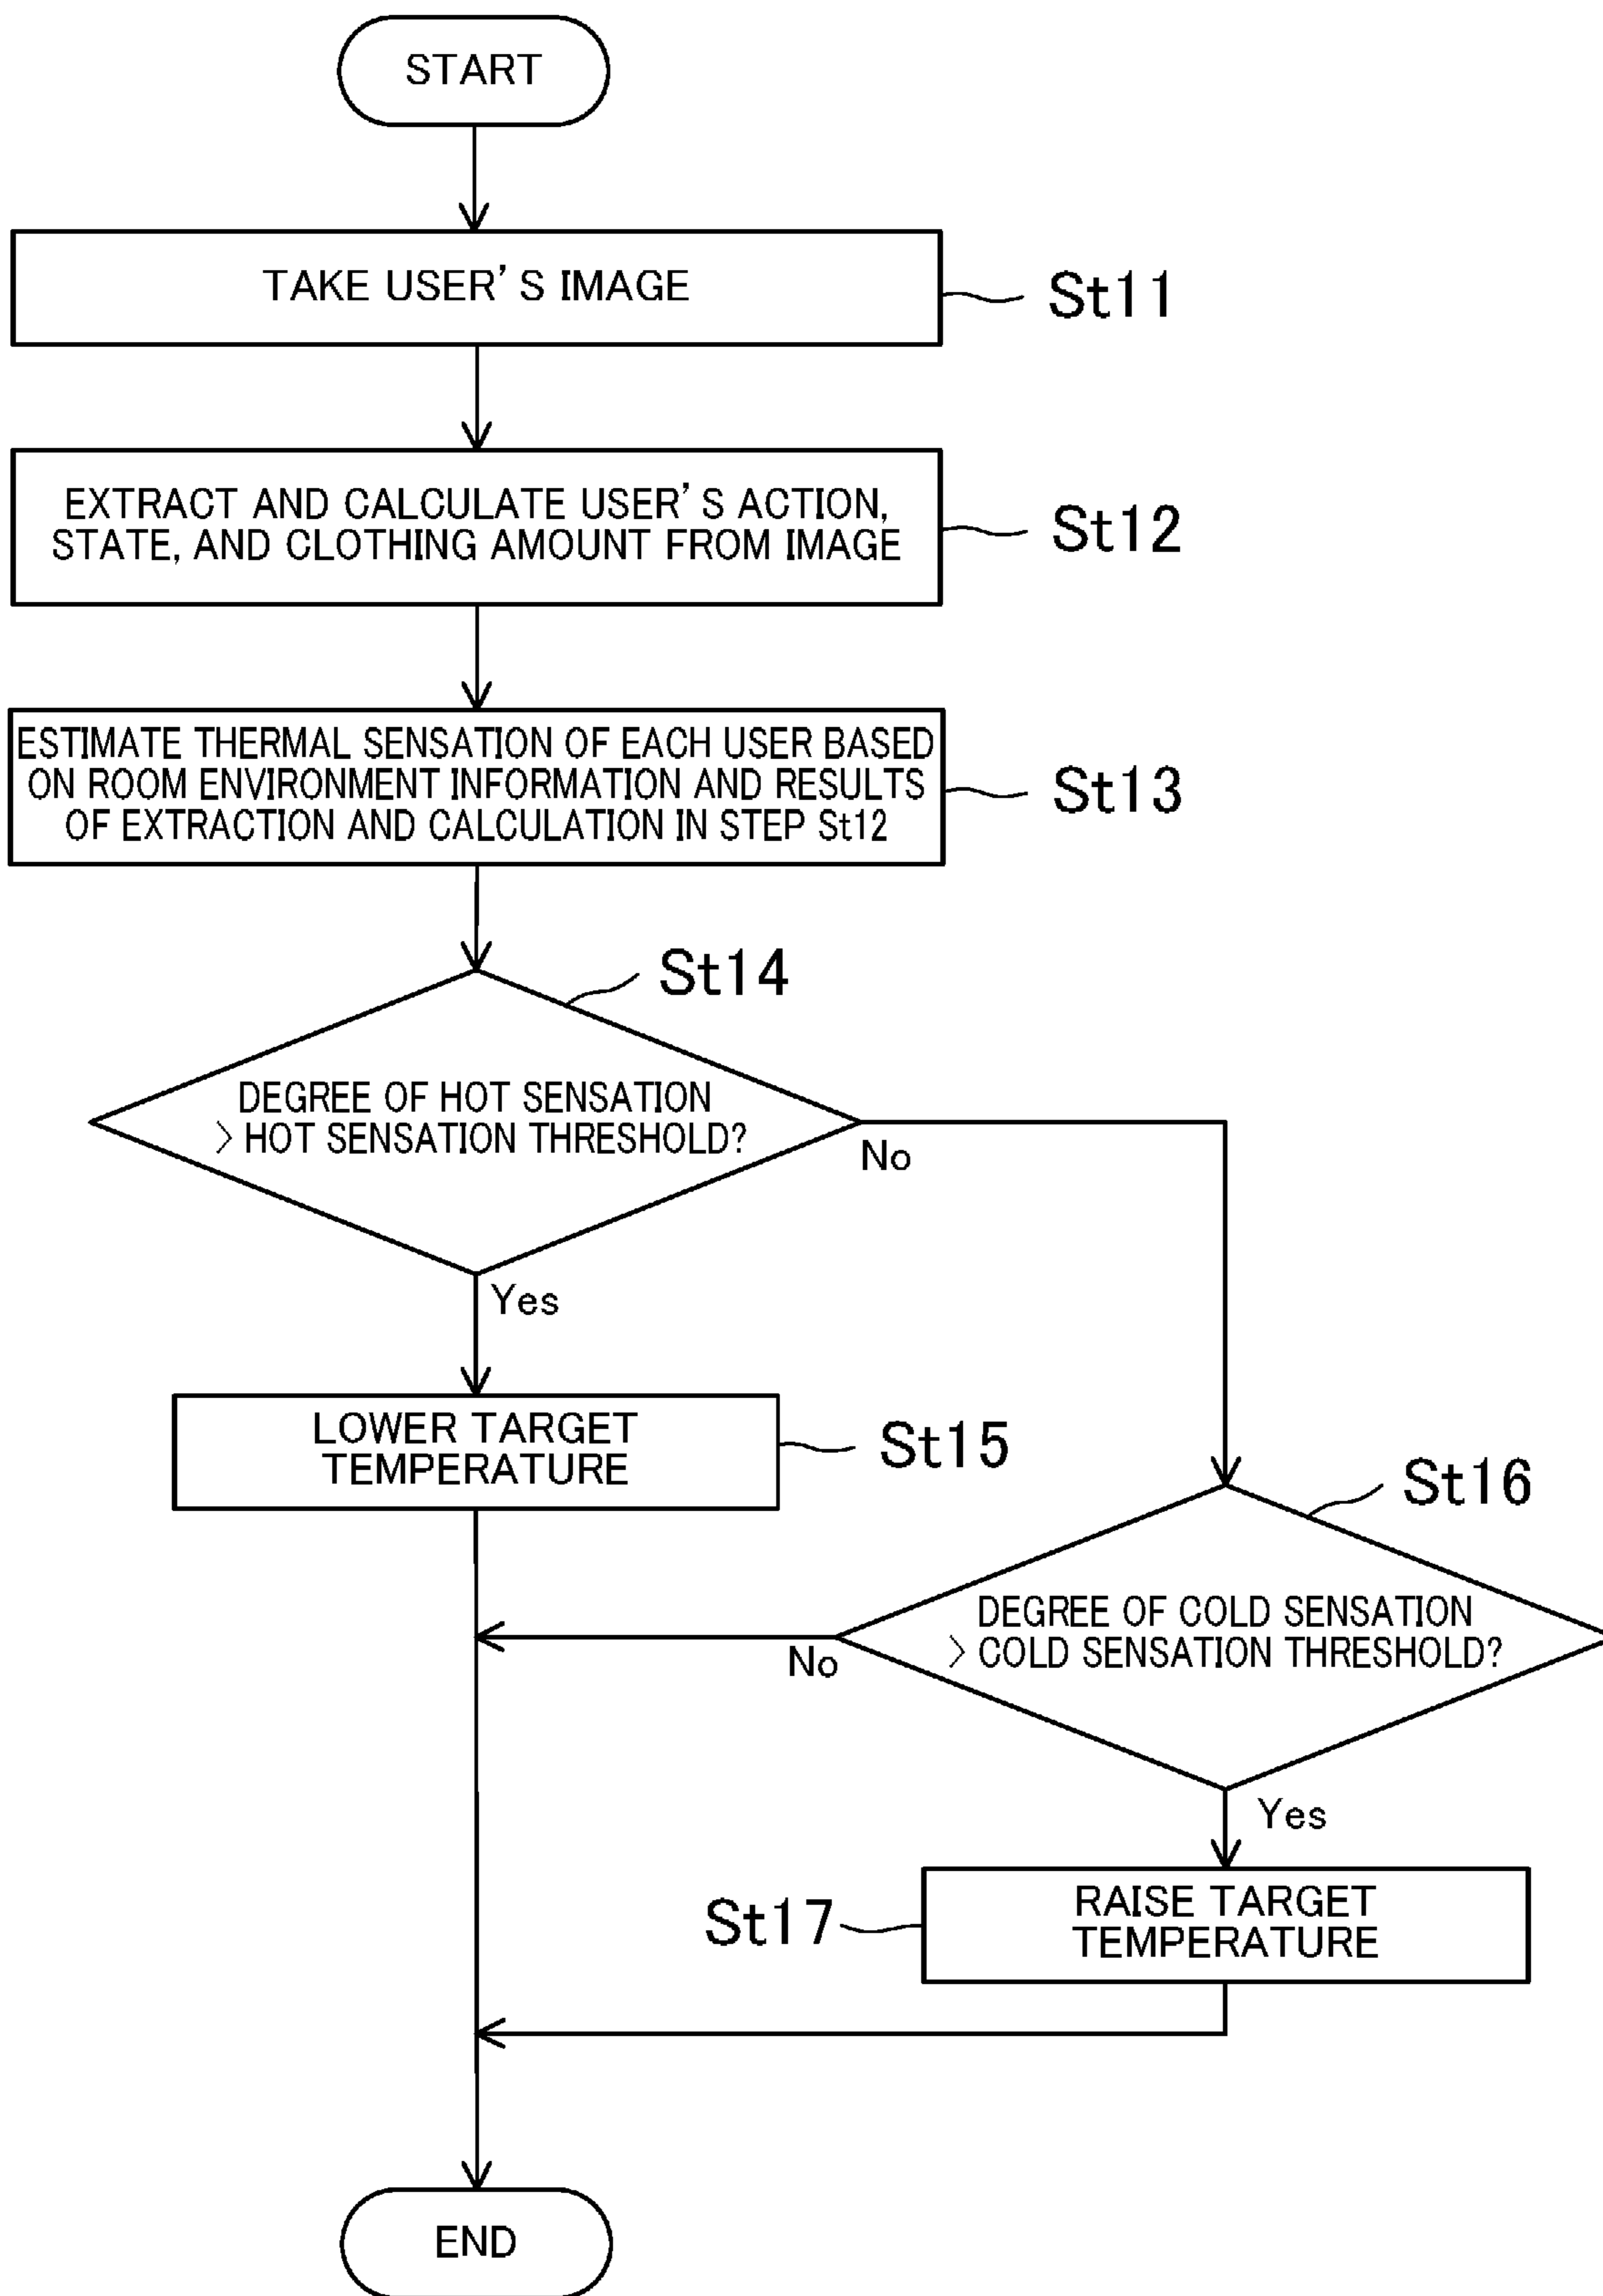 START
TAKE USER'S IMAGE
St11
EXTRACT AND CALCULATE USER'S ACTION,
STATE, AND CLOTHING AMOUNT FROM IMAGE
St12
ESTIMATE THERMAL SENSATION OF EACH USER BASED
ON ROOM ENVIRONMENT INFORMATION AND RESULTS
OF EXTRACTION AND CALCULATION IN STEP St12
St13
St14
DEGREE OF HOT SENSATION
> HOT SENSATION THRESHOLD?
No
Yes
LOWER TARGET
TEMPERATURE
St15
St16
DEGREE OF COLD SENSATION
> COLD SENSATION THRESHOLD?
No
Yes
RAISE TARGET
TEMPERATURE
St17
END